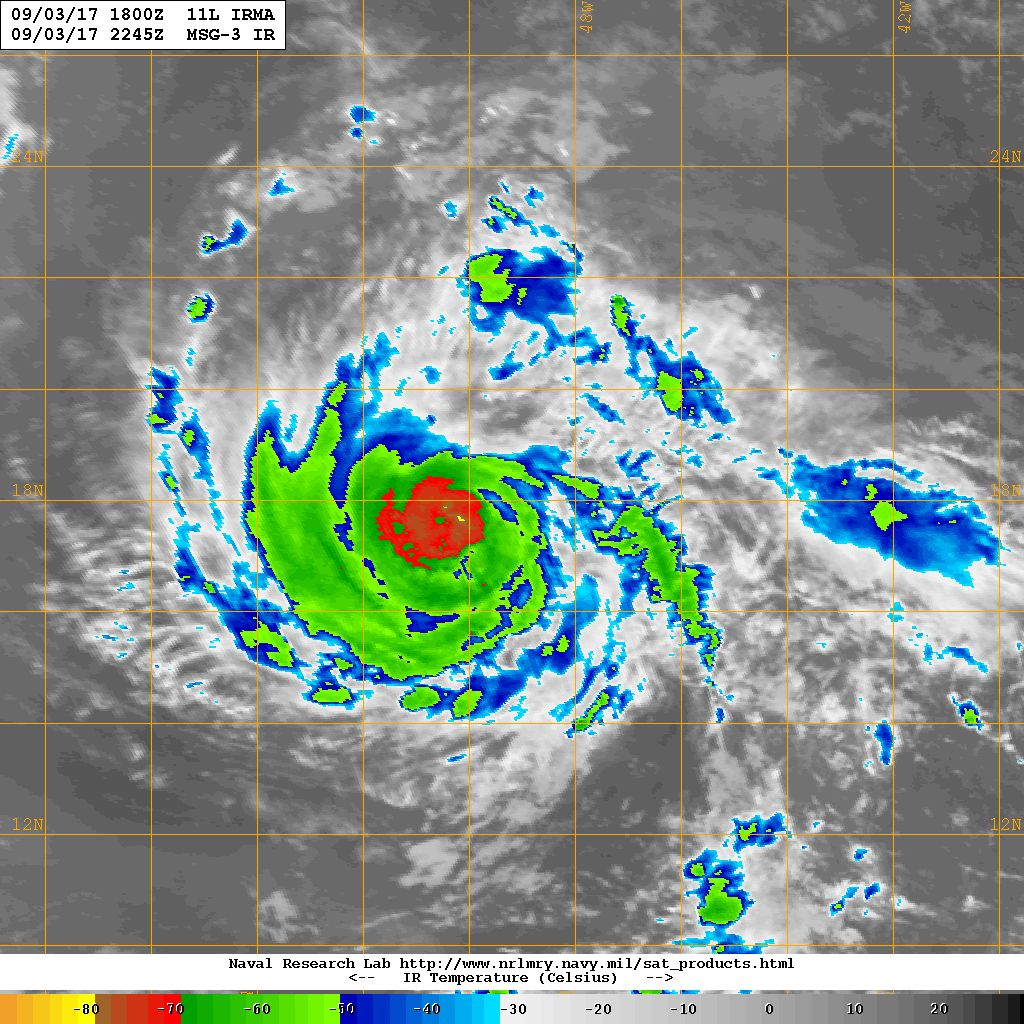 09/03/17 1800Z 11L IRMA
09/03/17 2245Z MSG-3 IR
48W
42W
24N
24N
18N
18N
12N
12N
Naval Research Lab http://www.nrlmry.navy.mil/sat_products.html
<-- IR Temperature (Celsius) -->
-80 -70 -60 -50 -40 -30 -20 -10 0 10 20